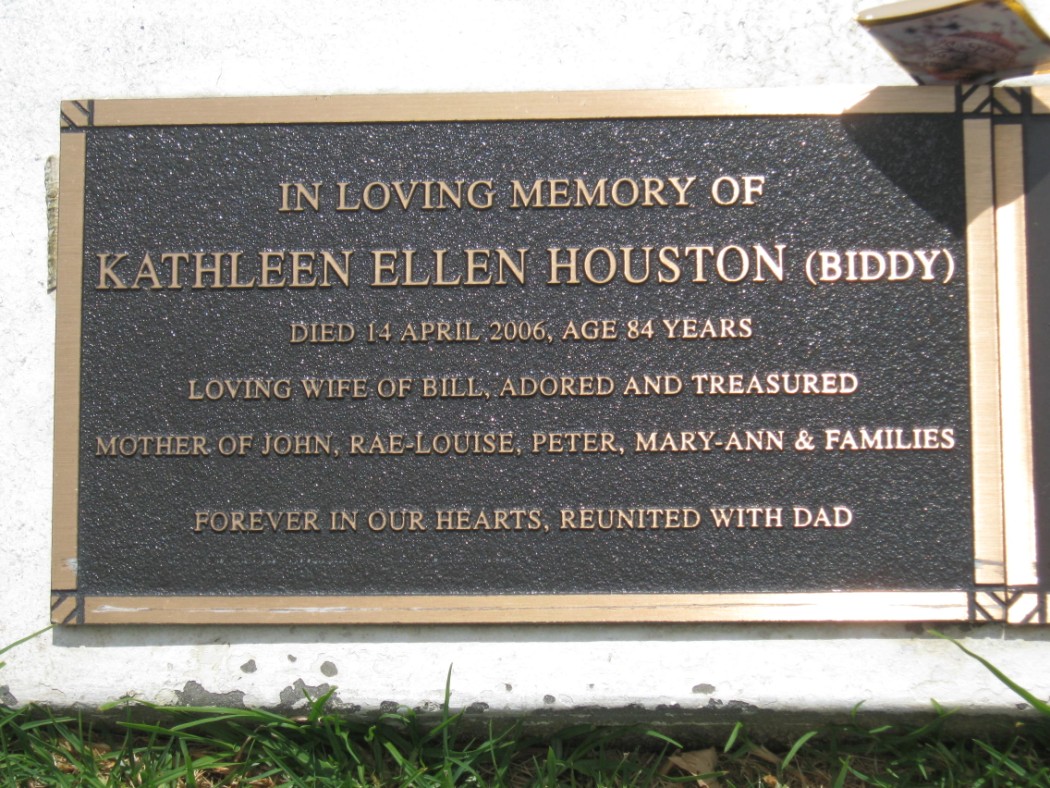 IN LOVING MEMORY OF
KATHLEEN ELLEN HOUSTON (BIDDY)
DIED 14 APRIL 2006, AGE 84 YEARS
LOVING WIFE OF BILL, ADORED AND TREASURED
MOTHER OF JOHN, RAE-LOUISE, PETER, MARY-ANN & FAMILIES
FOREVER IN OUR HEARTS, REUNITED WITH DAD